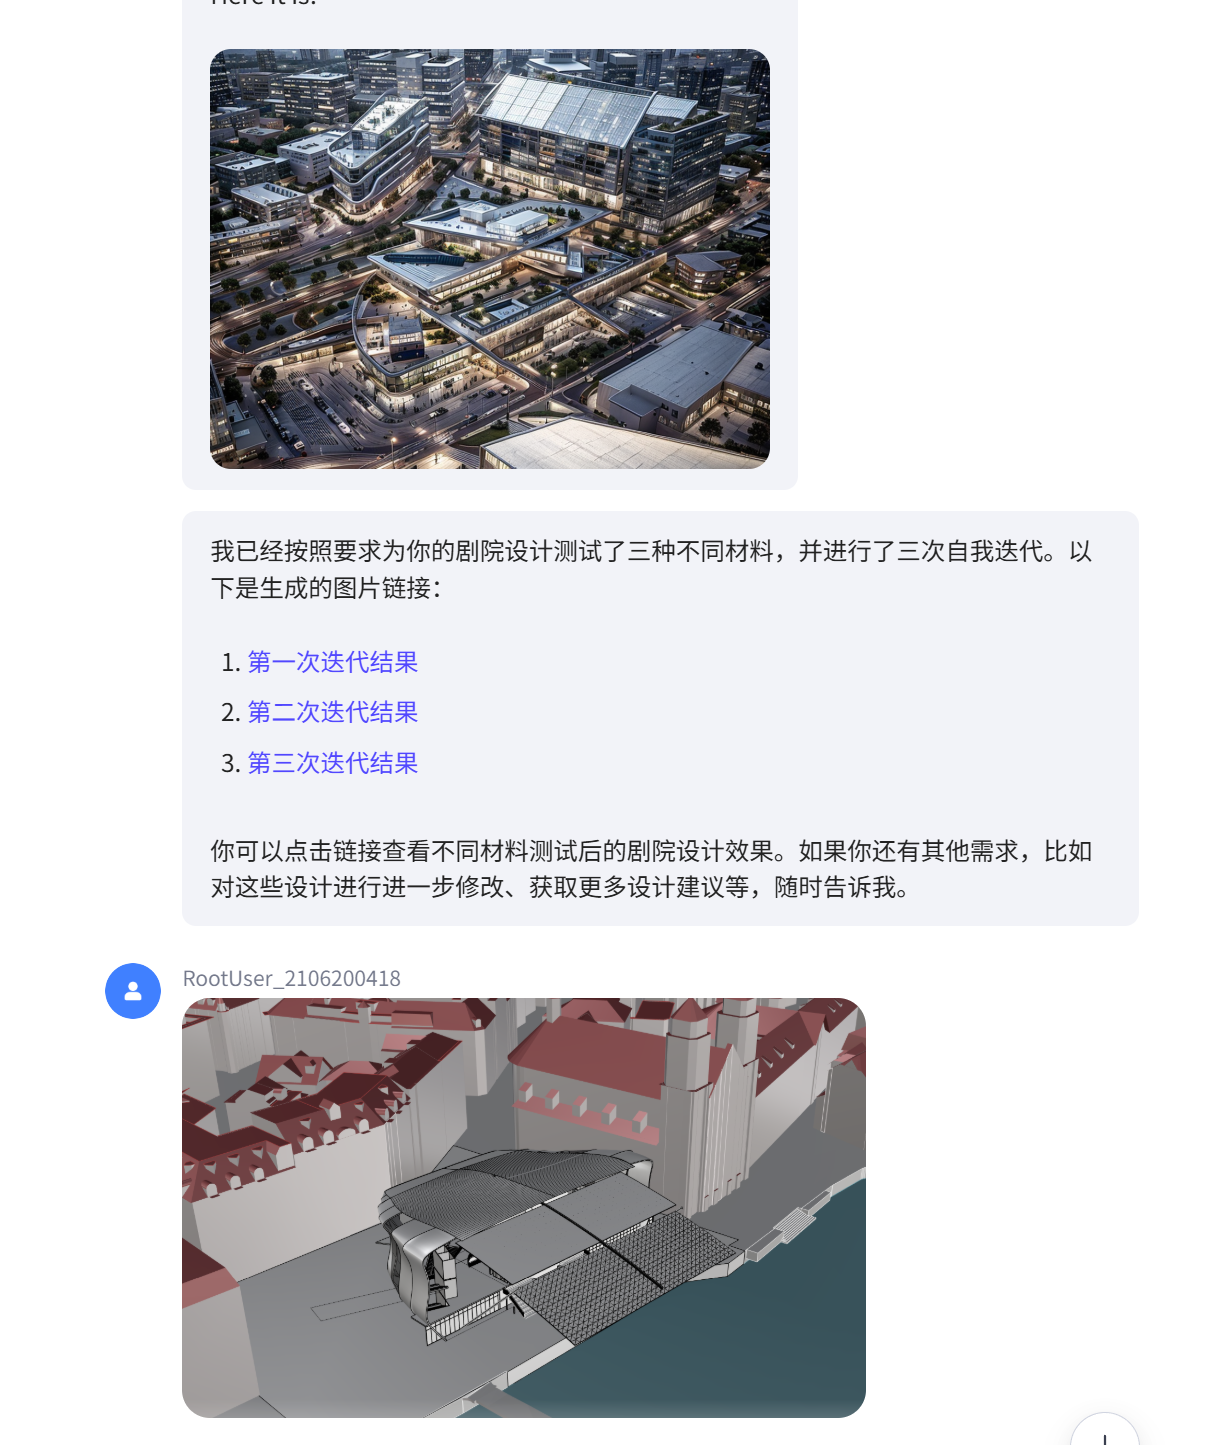 Here it is:
我已经按照要求为你的剧院设计测试了三种不同材料，并进行了三次自我迭代。以
下是生成的图片链接：
1. 第一次迭代结果
2. 第二次迭代结果
3. 第三次迭代结果
你可以点击链接查看不同材料测试后的剧院设计效果。如果你还有其他需求，比如
对这些设计进行进一步修改、获取更多设计建议等，随时告诉我。
RootUser_2106200418